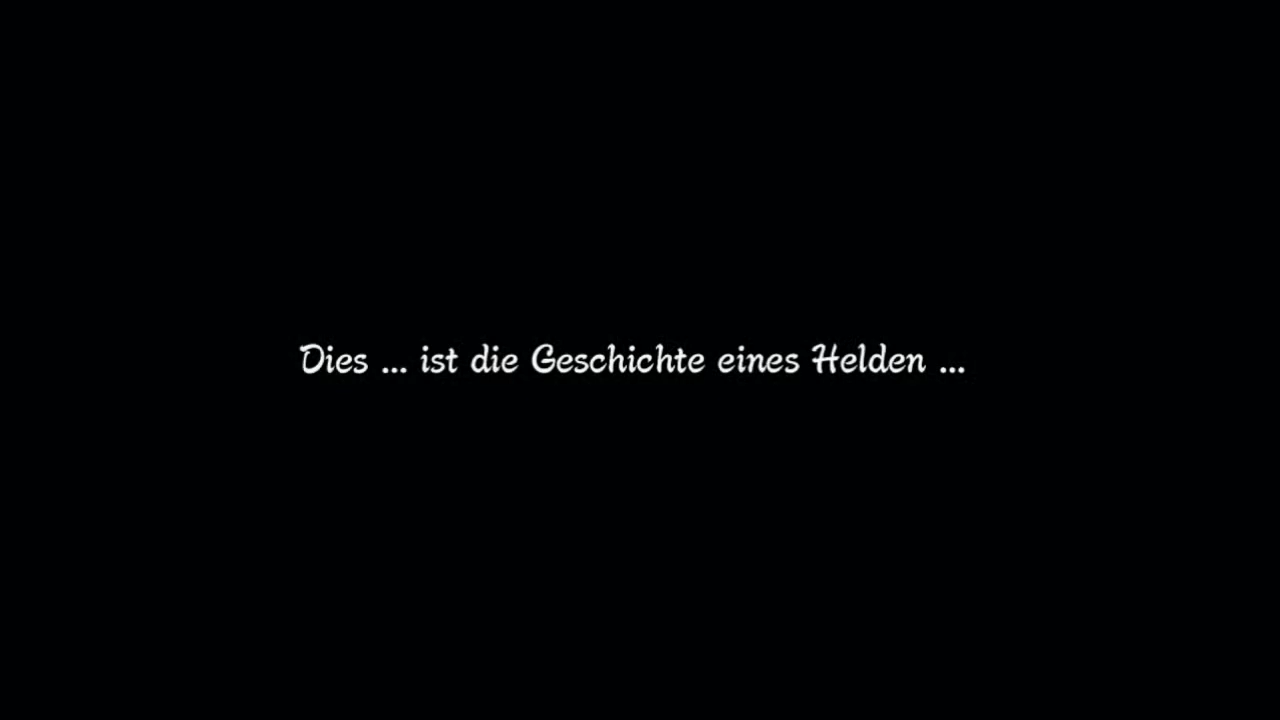 Dies ... ist die Geschichte eines Helden ...